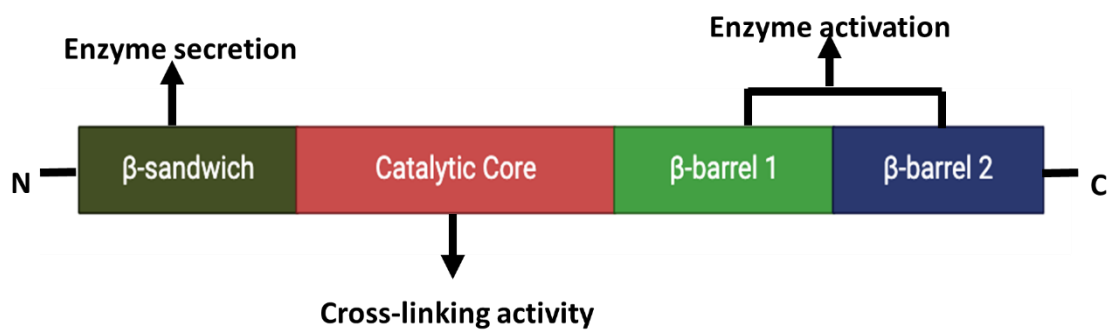 Enzyme activation
Enzyme secretion
N
β-sandwich
Catalytic Core
β-barrel 1
β-barrel 2
C
Cross-linking activity